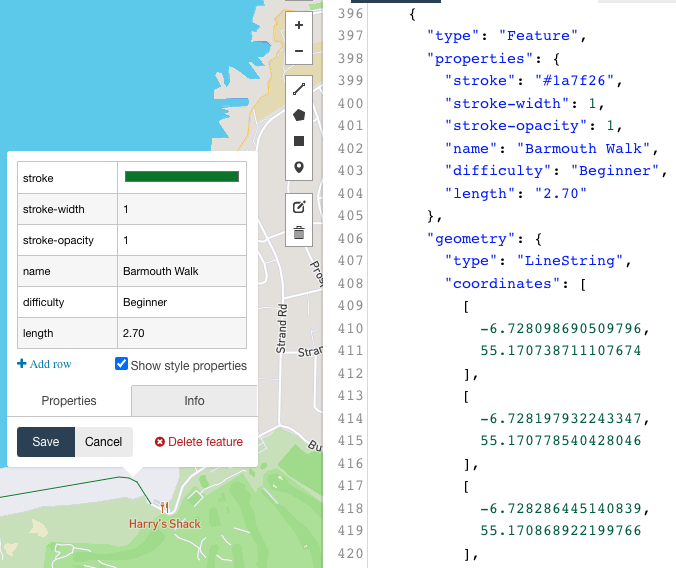 +
−
stroke
stroke-width 1
stroke-opacity 1
name Barmouth Walk
difficulty Beginner
length 2.70
+ Add row
Show style properties
Properties Info
Save Cancel Delete feature
Strand Rd
Harry's Shack
396 {
397 "type": "Feature",
398 "properties": {
399 "stroke": "#1a7f26",
400 "stroke-width": 1,
401 "stroke-opacity": 1,
402 "name": "Barmouth Walk",
403 "difficulty": "Beginner",
404 "length": "2.70"
405 },
406 "geometry": {
407 "type": "LineString",
408 "coordinates": [
409 [
410 -6.728098690509796,
411 55.170738711107674
412 ],
413 [
414 -6.728197932243347,
415 55.170778540428046
416 ],
417 [
418 -6.728286445140839,
419 55.170868922199766
420 ],